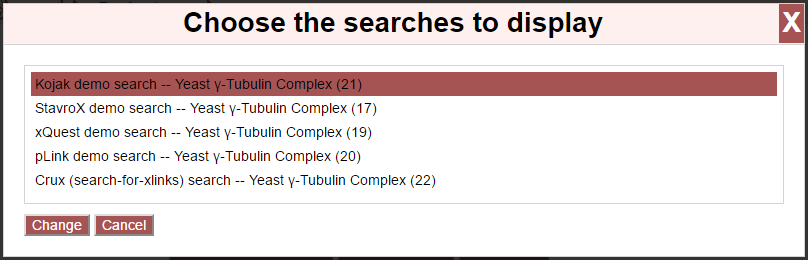 Choose the searches to display
X
Kojak demo search -- Yeast γ-Tubulin Complex (21)
StavroX demo search -- Yeast γ-Tubulin Complex (17)
xQuest demo search -- Yeast γ-Tubulin Complex (19)
pLink demo search -- Yeast γ-Tubulin Complex (20)
Crux (search-for-xlinks) search -- Yeast γ-Tubulin Complex (22)
Change Cancel